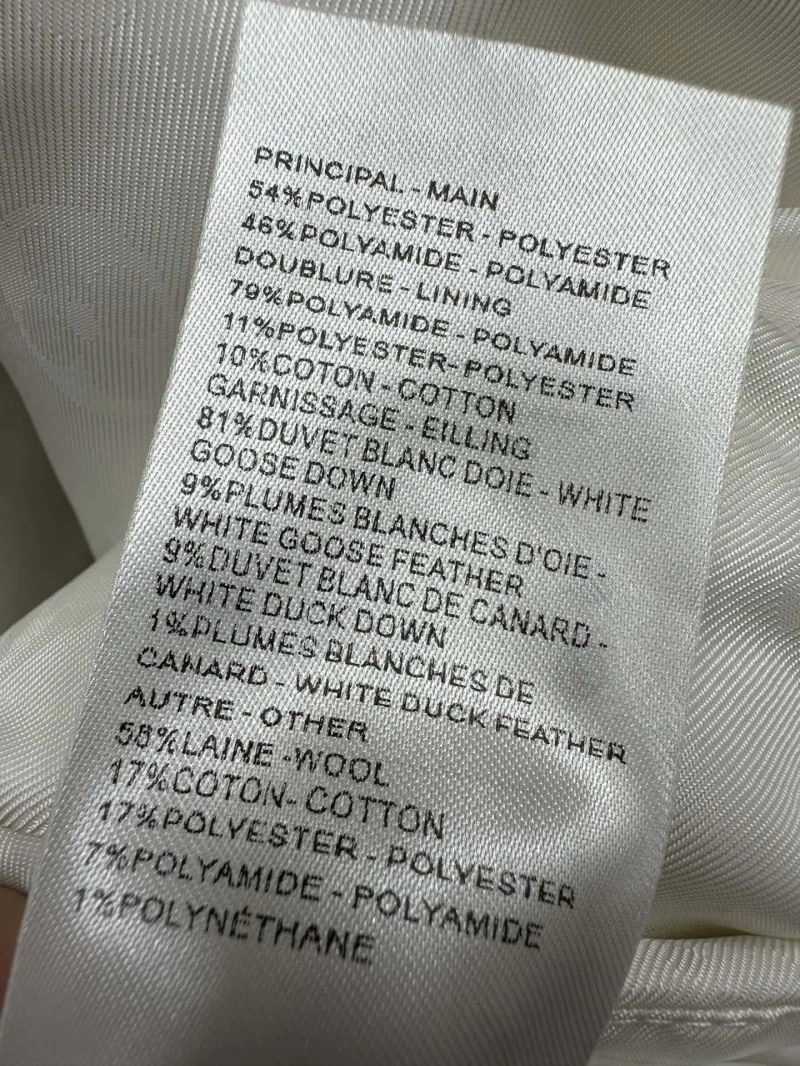 PRINCIPAL - MAIN
54%POLYESTER - POLYESTER
46%POLYAMIDE - POLYAMIDE
DOUBLURE - LINING
79%POLYAMIDE - POLYAMIDE
11%POLYESTER- POLYESTER
10%COTON - COTTON
GARNISSAGE - EILLING
81%DUVET BLANC DOIE - WHITE
GOOSE DOWN
9%PLUMES BLANCHES D'OIE -
WHITE GOOSE FEATHER
9%DUVET BLANC DE CANARD -
WHITE DUCK DOWN
1%PLUMES BLANCHES DE
CANARD - WHITE DUCK FEATHER
AUTRE - OTHER
58%LAINE -WOOL
17%COTON- COTTON
17%POLYESTER - POLYESTER
7%POLYAMIDE - POLYAMIDE
1%POLYNÉTHANE